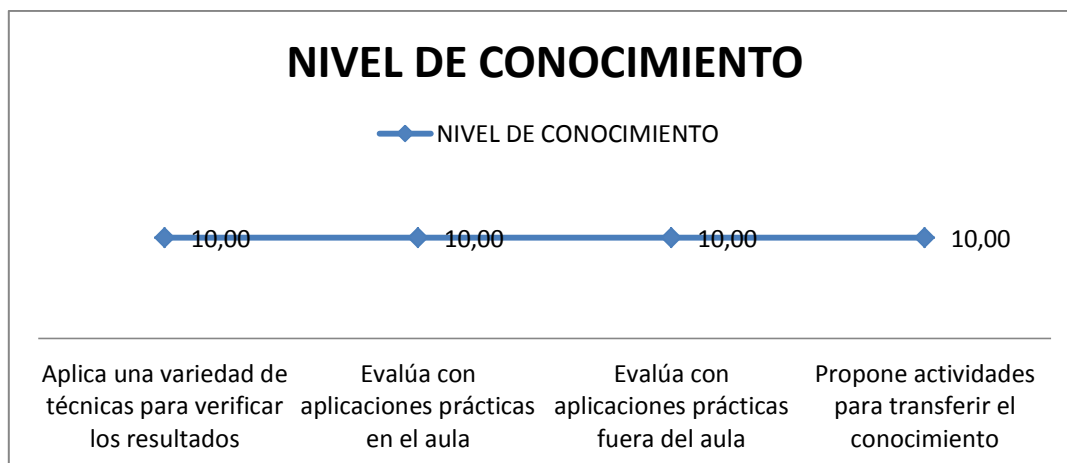 NIVEL DE CONOCIMIENTO
NIVEL DE CONOCIMIENTO
10,00 10,00 10,00 10,00
Aplica una variedad de
técnicas para verificar
los resultados
Evalúa con
aplicaciones prácticas
en el aula
Evalúa con
aplicaciones prácticas
fuera del aula
Propone actividades
para transferir el
conocimiento